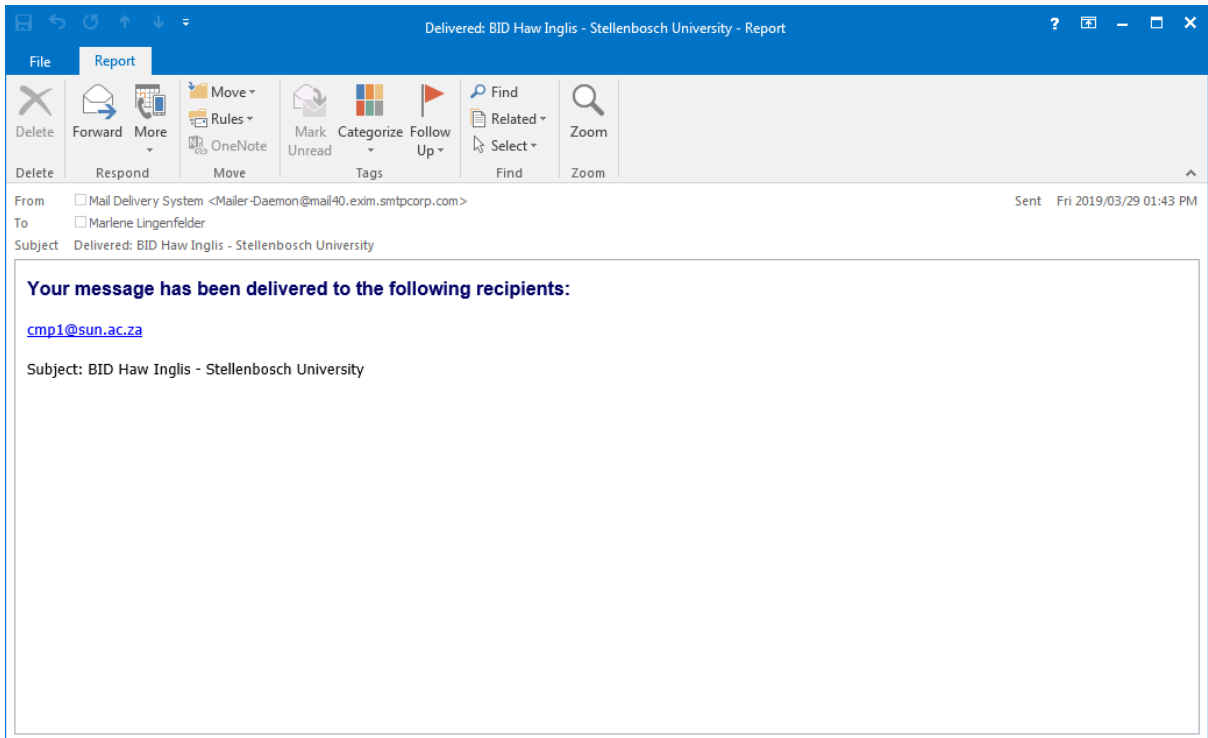 Delivered: BID Haw Inglis - Stellenbosch University - Report
File Report
Delete
Forward
More
Move
Rules
OneNote
Mark Unread
Categorize
Follow Up
Find
Related
Select
Zoom
Delete Respond Move Tags Find Zoom
From Mail Delivery System <Mailer-Daemon@mail40.exim.smtpcorp.com> Sent Fri 2019/03/29 01:43 PM
To Marlene Lingenfelder
Subject Delivered: BID Haw Inglis - Stellenbosch University
Your message has been delivered to the following recipients:
cmp1@sun.ac.za
Subject: BID Haw Inglis - Stellenbosch University